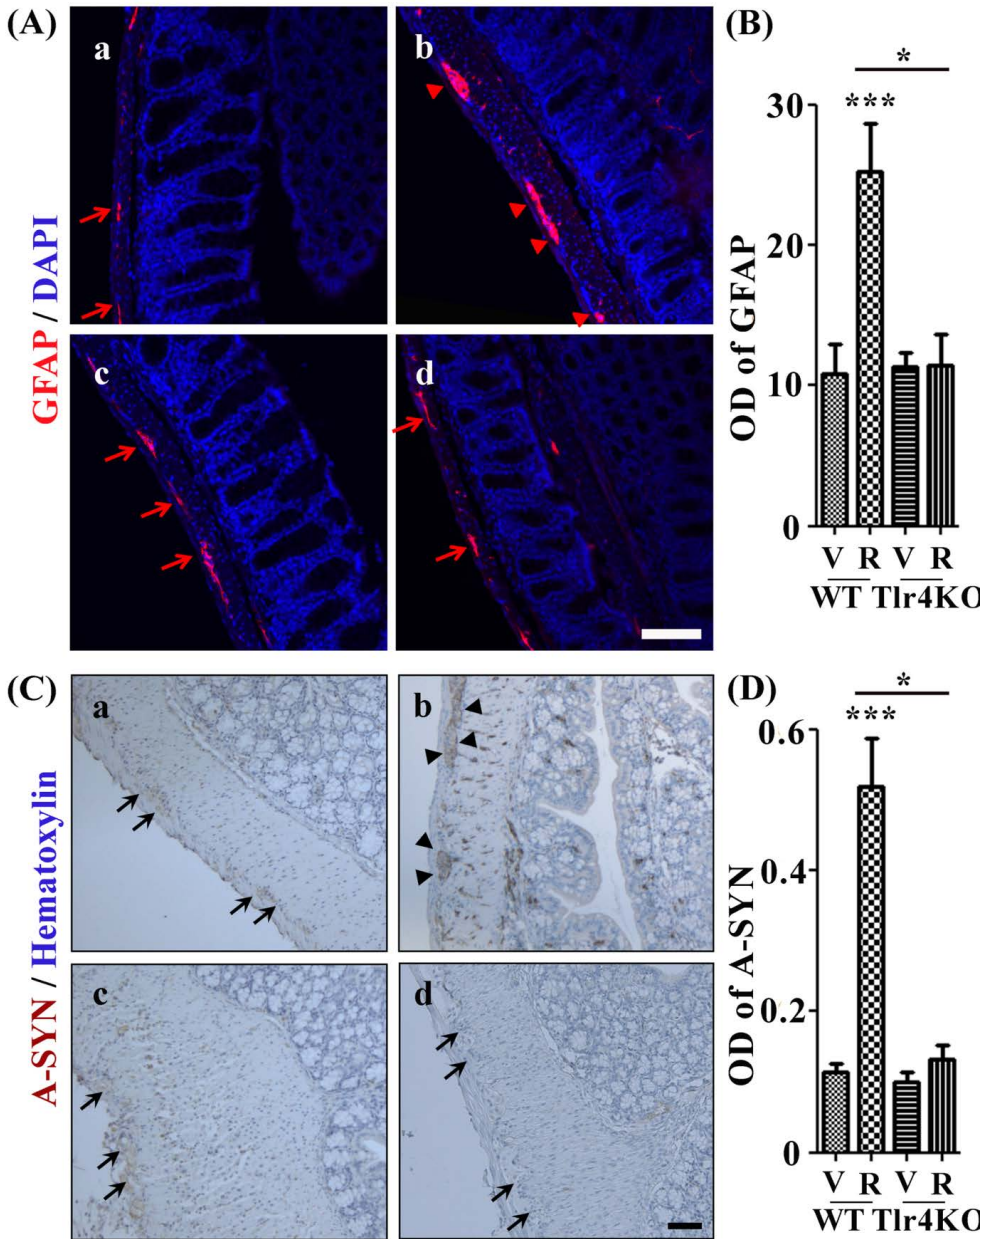 (A)
a
b
c
d
GFAP / DAPI
(B)
*
***
OD of GFAP
30
20
10
0
V R V R
WT Tlr4KO
(C)
a
b
c
d
A-SYN / Hematoxylin
(D)
*
***
OD of A-SYN
0.6
0.4
0.2
0
V R V R
WT Tlr4KO